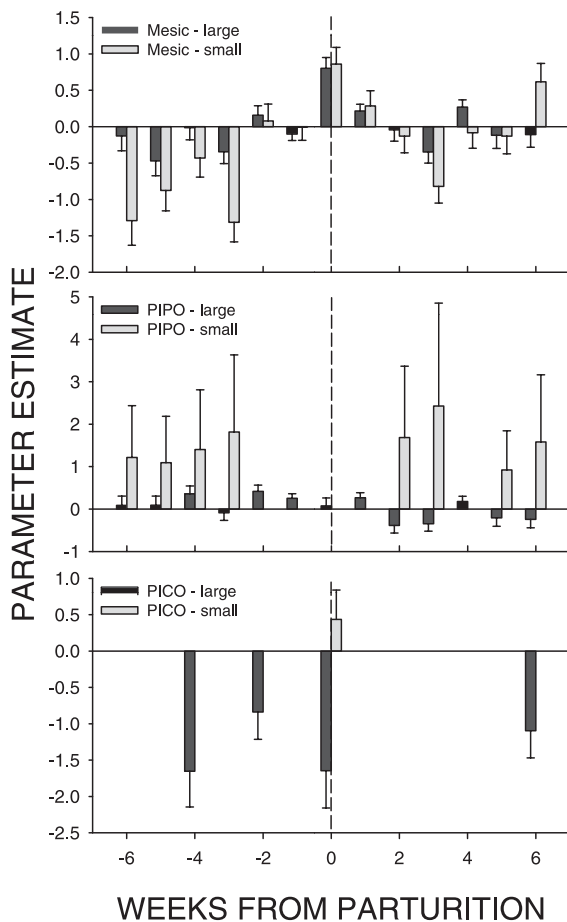 PARAMETER ESTIMATE
1.5
Mesic - large
1.0
Mesic - small
0.5
0.0
-0.5
-1.0
-1.5
-2.0
5
PIPO - large
4
PIPO - small
3
2
1
0
-1
1.0
PICO - large
0.5
PICO - small
0.0
-0.5
-1.0
-1.5
-2.0
-2.5
-6 -4 -2 0 2 4 6
WEEKS FROM PARTURITION